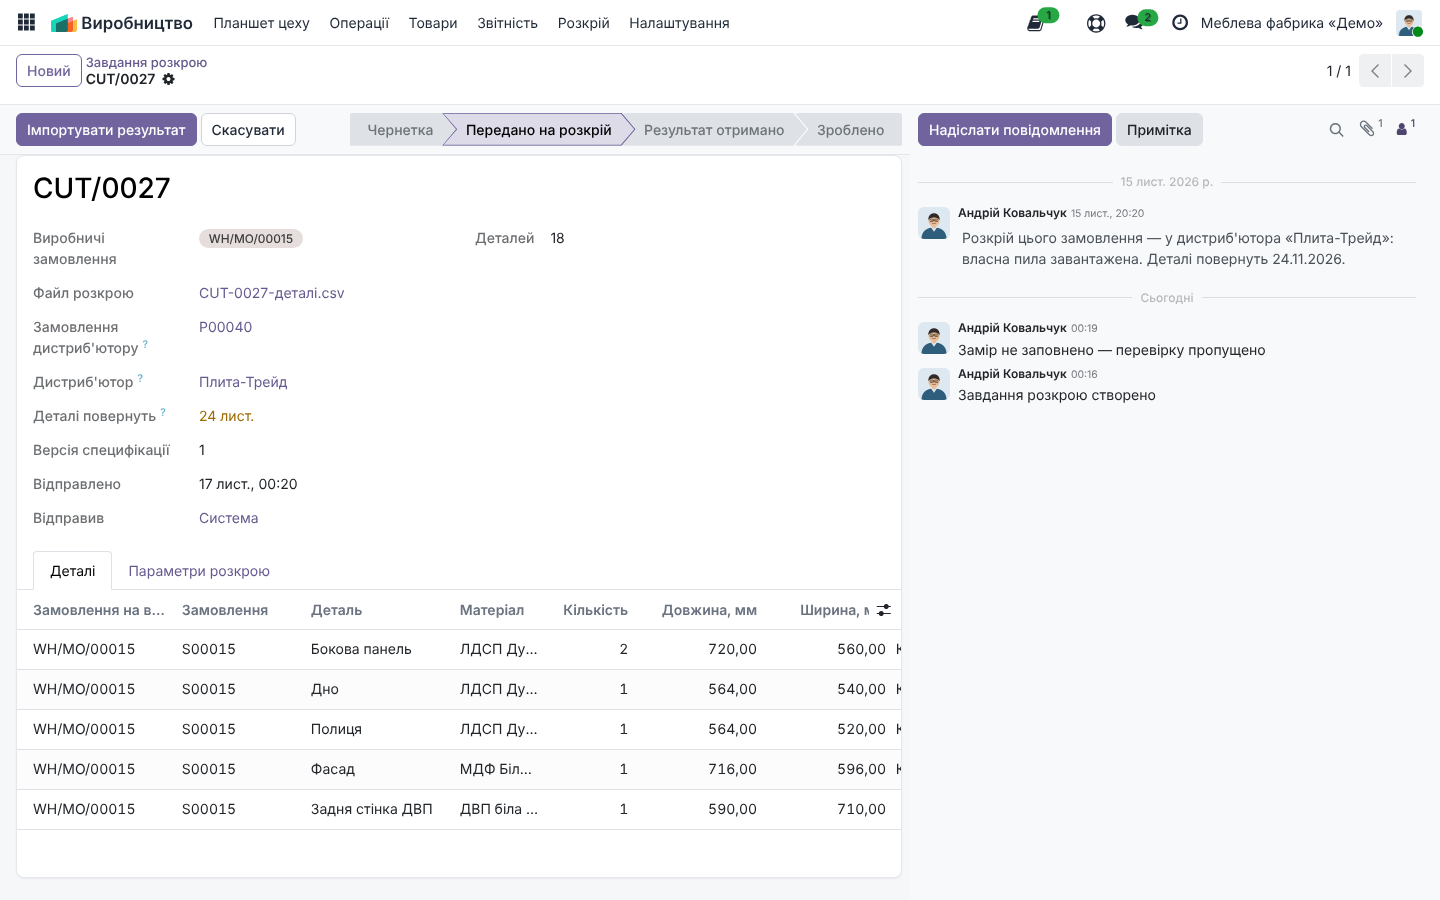 Виробництво Планшет цеху Операції Товари Звітність Розкрій Налаштування 1 2 Меблева фабрика «Демо»
Новий Завдання розкрою
CUT/0027 1 / 1
Імпортувати результат Скасувати Чернетка Передано на розкрій Результат отримано Зроблено Надіслати повідомлення Примітка 1 1
CUT/0027
Виробничі замовлення WH/MO/00015 Деталей 18
Файл розкрою CUT-0027-деталі.csv
Замовлення дистриб'ютору ? P00040
Дистриб'ютор ? Плита-Трейд
Деталі повернуть ? 24 лист.
Версія специфікації 1
Відправлено 17 лист., 00:20
Відправив Система
Деталі Параметри розкрою
Замовлення на в... Замовлення Деталь Матеріал Кількість Довжина, мм Ширина,
WH/MO/00015 S00015 Бокова панель ЛДСП Ду... 2 720,00 560,00
WH/MO/00015 S00015 Дно ЛДСП Ду... 1 564,00 540,00
WH/MO/00015 S00015 Полиця ЛДСП Ду... 1 564,00 520,00
WH/MO/00015 S00015 Фасад МДФ Біл... 1 716,00 596,00
WH/MO/00015 S00015 Задня стінка ДВП ДВП біла ... 1 590,00 710,00
15 лист. 2026 р.
Андрій Ковальчук 15 лист., 20:20
Розкрій цього замовлення — у дистриб'ютора «Плита-Трейд»:
власна пила завантажена. Деталі повернуть 24.11.2026.
Сьогодні
Андрій Ковальчук 00:19
Замір не заповнено — перевірку пропущено
Андрій Ковальчук 00:16
Завдання розкрою створено